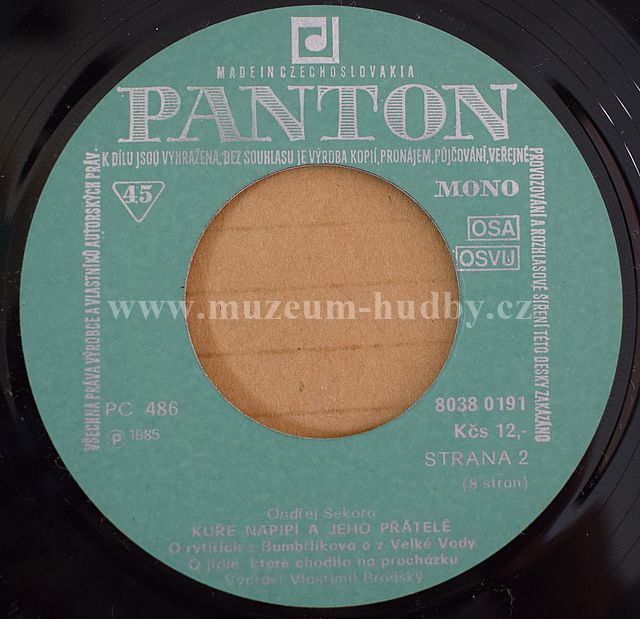 MADE IN CZECHOSLOVAKIA
PANTON
VŠECHNA PRÁVA VÝROBCE A VLASTNÍKŮ AUTORSKÝCH PRÁV
K DÍLU JSOU VYHRAŽENA, BEZ SOUHLASU JE VÝROBA KOPIÍ, PRONÁJEM, PŮJČOVÁNÍ, VEŘEJNÉ
PROVOZOVÁNÍ A ROZHLASOVÉ ŠÍŘENÍ TÉTO DESKY ZAKÁZÁNO
45
MONO
OSA
OSVU
www.muzeum-hudby.cz
PC 486
℗ 1985
8038 0191
Kčs 12,-
STRANA 2
(8 stran)
Ondřej Sekora
KUŘE NAPIPI A JEHO PŘÁTELÉ
O rytířích z Bumbrlíkova a z Velké Vody
O jídle, které chodilo na procházku
Vypráví Vlastimil Brodský